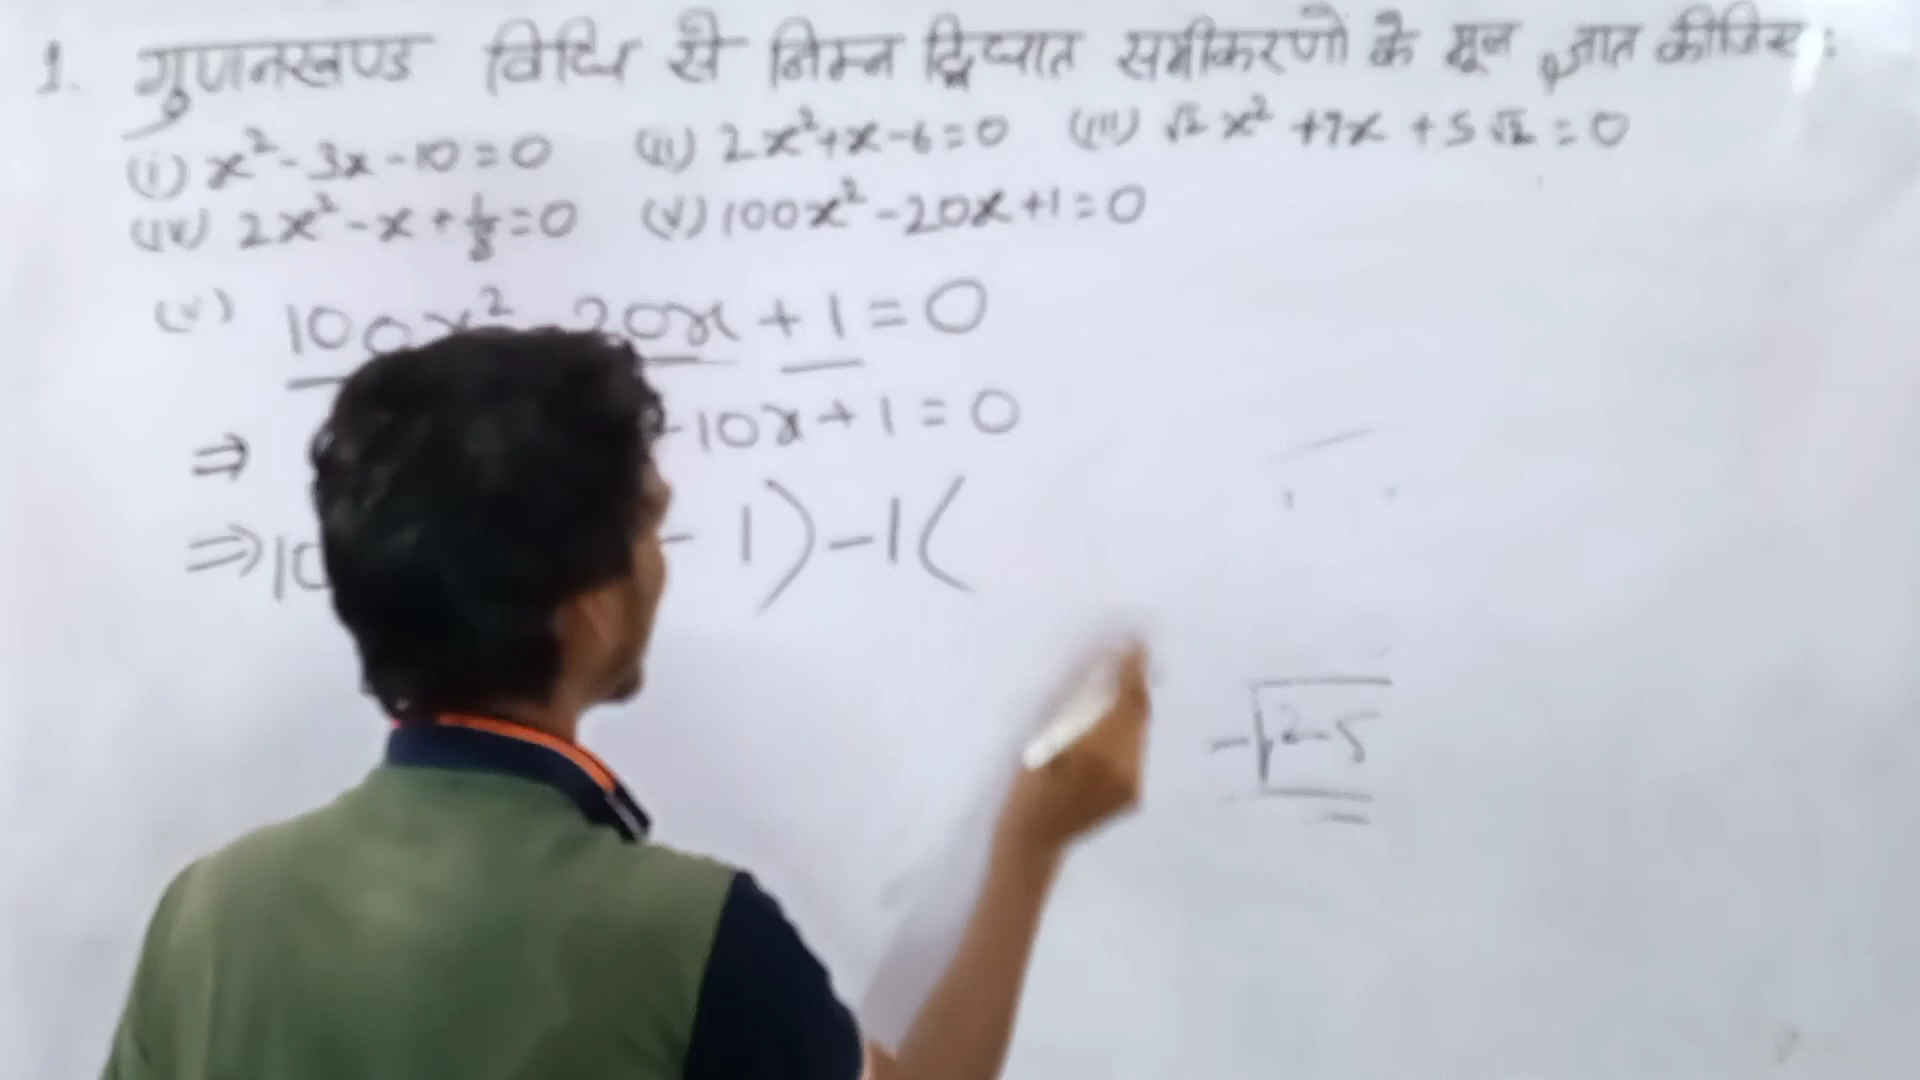 1. गुणनखण्ड विधि से निम्न द्विघात समीकरणों के मूल ज्ञात कीजिए :
(i) x² - 3x - 10 = 0 (ii) 2x² + x - 6 = 0 (iii) √2 x² + 7x + 5√2 = 0
(iv) 2x² - x + 1/8 = 0 (v) 100x² - 20x + 1 = 0
(v) 100x² - 20x + 1 = 0
⇒ -10x + 1 = 0
⇒ 10 - 1) - 1(
-√2 - 5